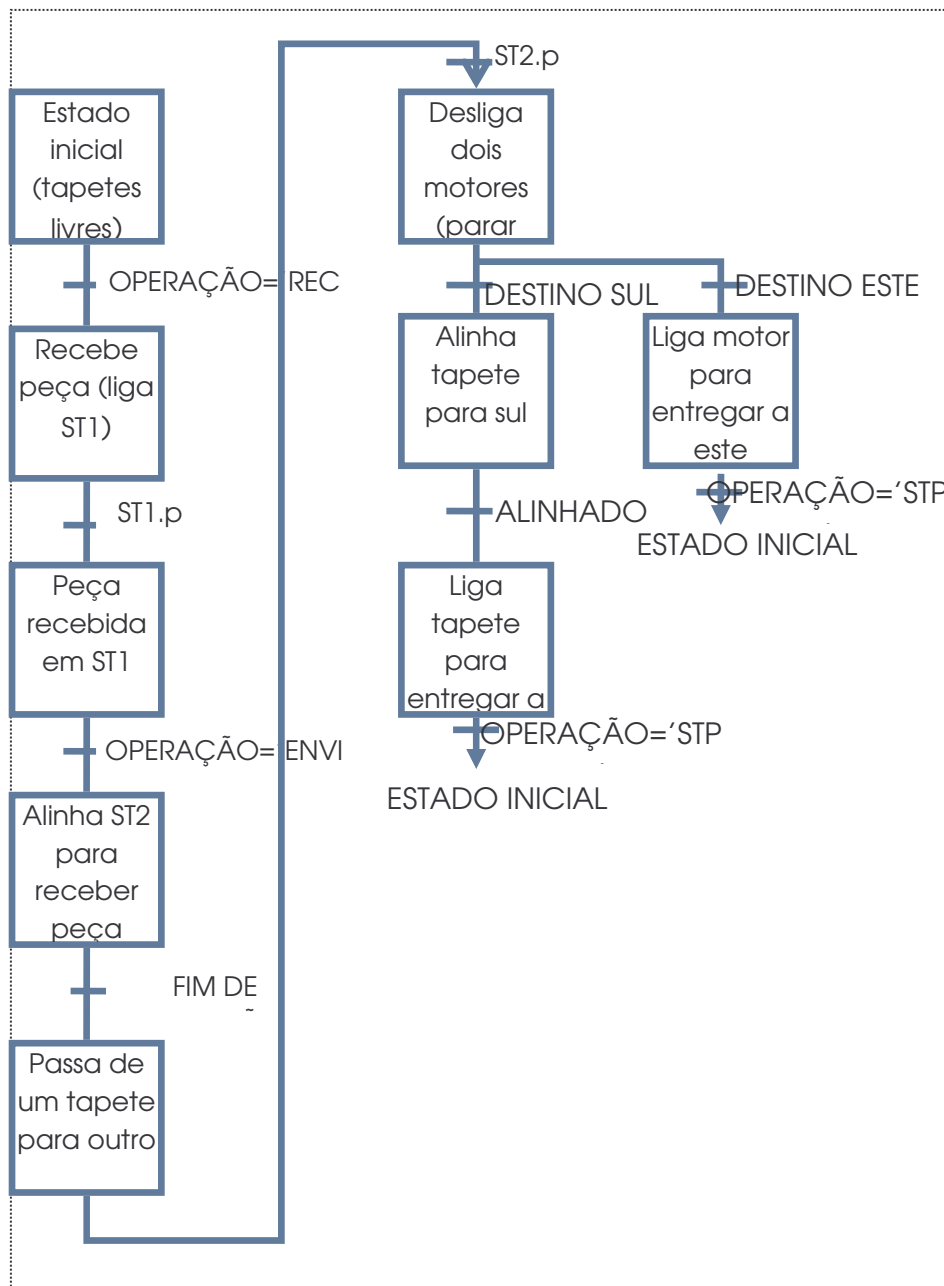 Estado
inicial
(tapetes
livres)
OPERAÇÃO='REC
Recebe
peça (liga
ST1)
ST1.p
Peça
recebida
em ST1
OPERAÇÃO='ENVI
Alinha ST2
para
receber
peça
FIM DE
Passa de
um tapete
para outro
ST2.p
Desliga
dois
motores
(parar
DESTINO SUL
Alinha
tapete
para sul
ALINHADO
Liga
tapete
para
entregar a
OPERAÇÃO='STP
ESTADO INICIAL
DESTINO ESTE
Liga motor
para
entregar a
este
OPERAÇÃO='STP
ESTADO INICIAL